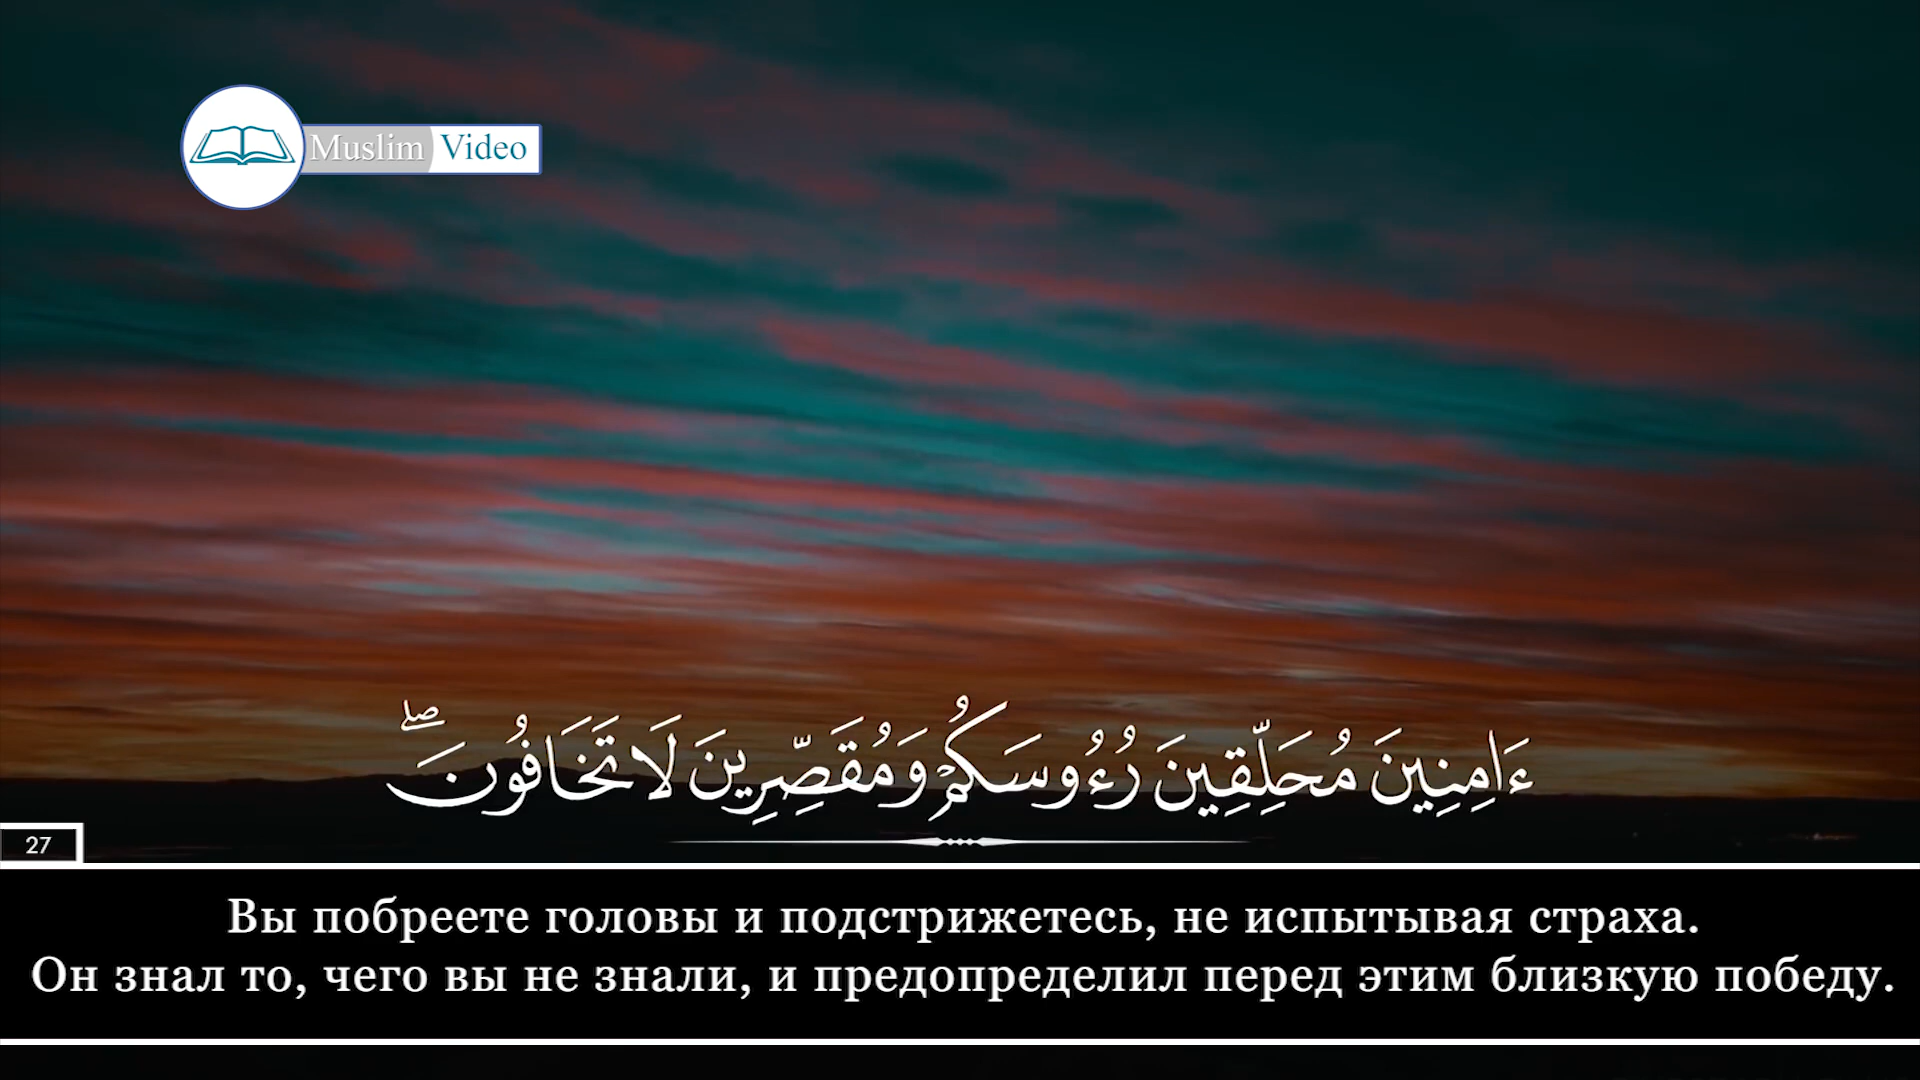 Muslim Video
ءَامِنِينَ مُحَلِّقِينَ رُءُوسَكُمْ وَمُقَصِّرِينَ لَا تَخَافُونَ ۖ
27
Вы побреете головы и подстрижетесь, не испытывая страха.
Он знал то, чего вы не знали, и предопределил перед этим близкую победу.